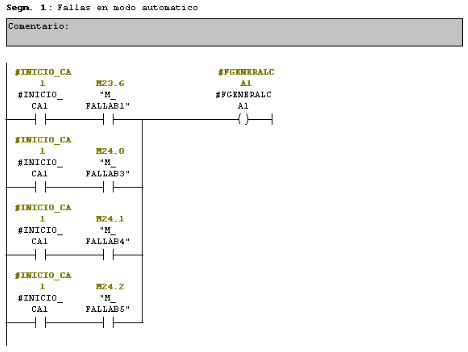 Segm. 1: Fallas en modo automatico
Comentario:
#INICIO_CA
1
#INICIO_
CA1
M23.6
"M_
FALLAB1"
#FGENERALC
A1
#FGENERALC
A1
#INICIO_CA
1
#INICIO_
CA1
M24.0
"M_
FALLAB3"
#INICIO_CA
1
#INICIO_
CA1
M24.1
"M_
FALLAB4"
#INICIO_CA
1
#INICIO_
CA1
M24.2
"M_
FALLAB5"